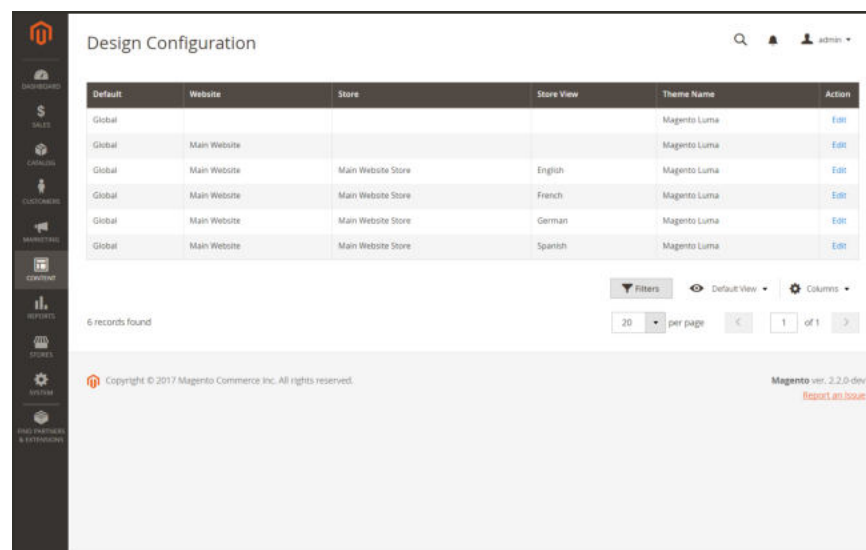 Design Configuration
admin
DASHBOARD
SALES
CATALOG
CUSTOMERS
MARKETING
CONTENT
REPORTS
STORES
SYSTEM
FIND PARTNERS
& EXTENSIONS
Default Website Store Store View Theme Name Action
Global Magento Luma Edit
Global Main Website Magento Luma Edit
Global Main Website Main Website Store English Magento Luma Edit
Global Main Website Main Website Store French Magento Luma Edit
Global Main Website Main Website Store German Magento Luma Edit
Global Main Website Main Website Store Spanish Magento Luma Edit
Filters Default View Columns
6 records found 20 per page 1 of 1
Copyright © 2017 Magento Commerce Inc. All rights reserved. Magento ver. 2.2.0-dev
Report an Issue